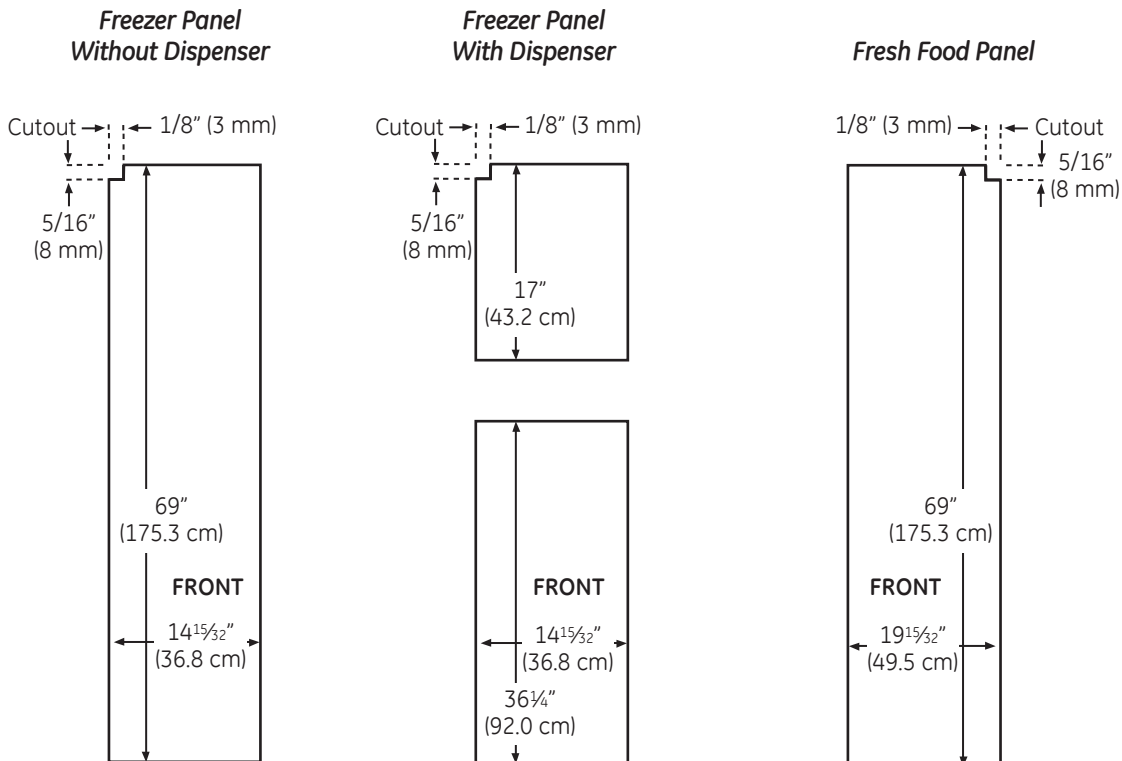 Freezer Panel
Without Dispenser
Cutout
1/8" (3 mm)
5/16"
(8 mm)
69"
(175.3 cm)
FRONT
14 15/32"
(36.8 cm)
Freezer Panel
With Dispenser
Cutout
1/8" (3 mm)
5/16"
(8 mm)
17"
(43.2 cm)
FRONT
14 15/32"
(36.8 cm)
36 1/4"
(92.0 cm)
Fresh Food Panel
1/8" (3 mm)
Cutout
5/16"
(8 mm)
69"
(175.3 cm)
FRONT
19 15/32"
(49.5 cm)